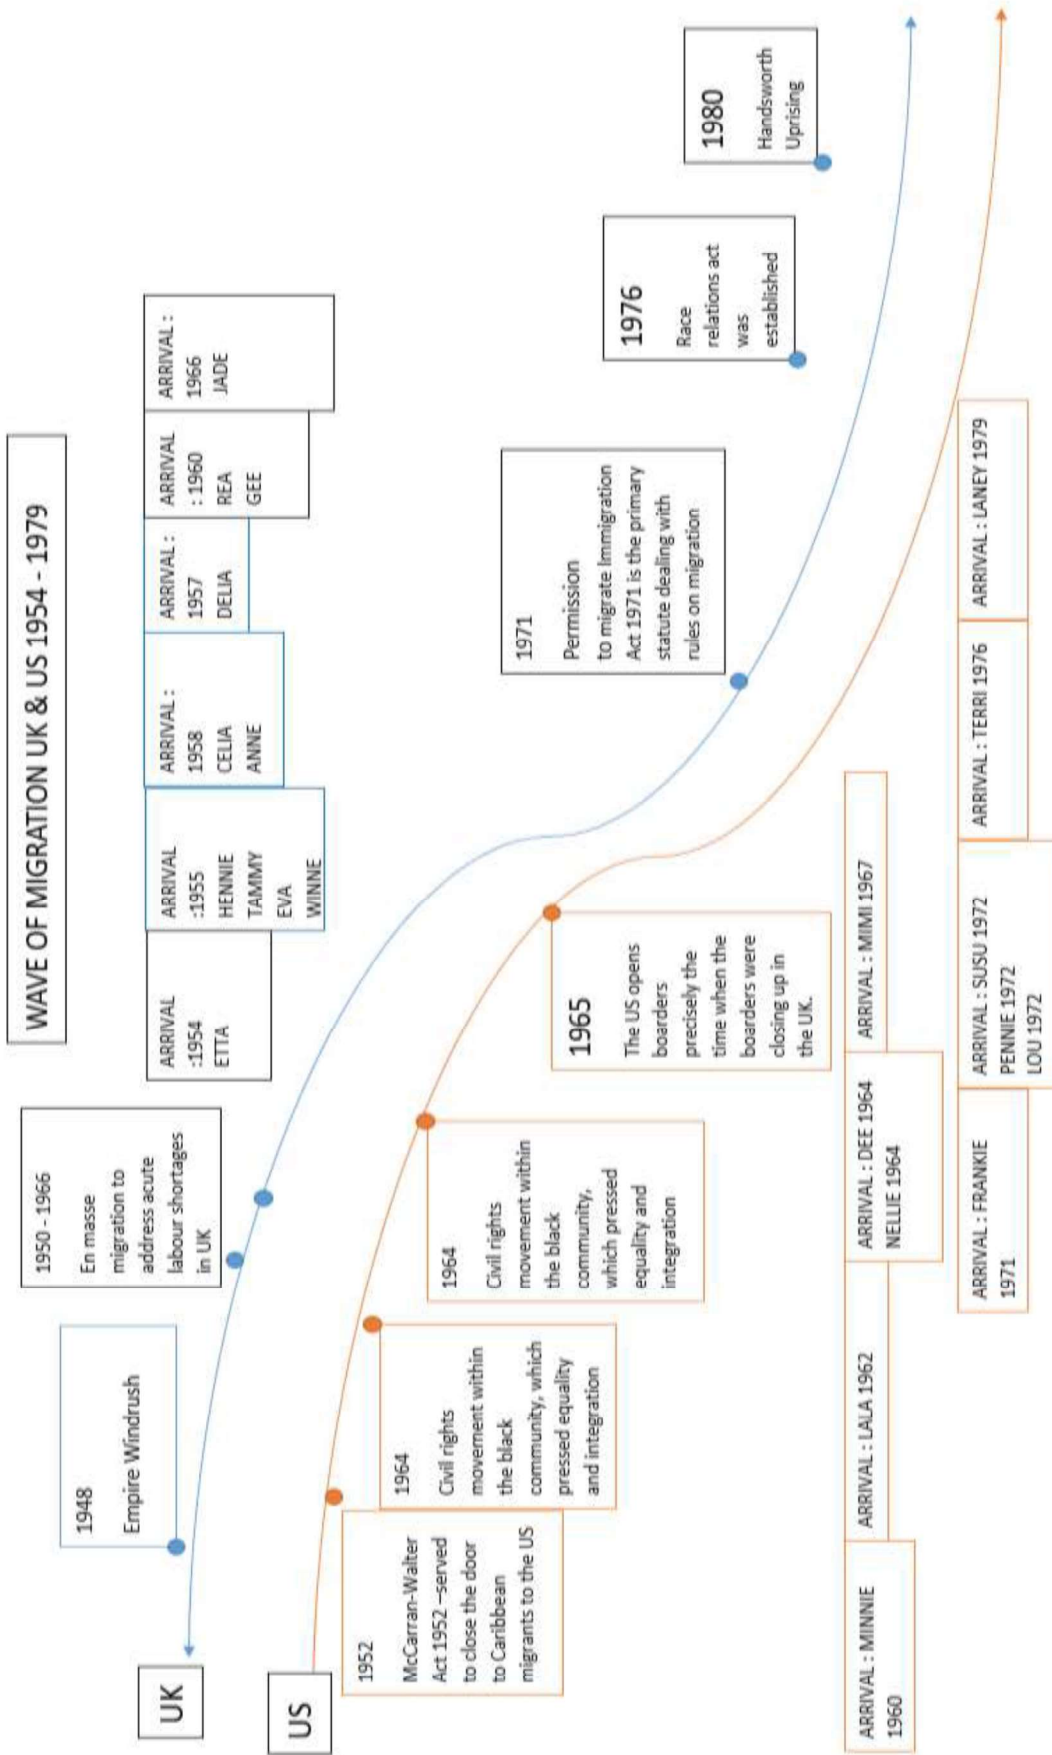 WAVE OF MIGRATION UK & US 1954 - 1979
UK
1948
Empire Windrush
1950 - 1966
En masse
migration to
address acute
labour shortages
in UK
ARRIVAL
:1954
ETTA
ARRIVAL
:1955
HENNIE
TAMMY
EVA
WINNE
ARRIVAL :
1958
CELIA
ANNE
ARRIVAL :
1957
DELIA
ARRIVAL
: 1960
REA
GEE
ARRIVAL :
1966
JADE
1971
Permission
to migrate Immigration
Act 1971 is the primary
statute dealing with
rules on migration
1976
Race
relations act
was
established
1980
Handsworth
Uprising
US
1952
McCarran-Walter
Act 1952 –served
to close the door
to Caribbean
migrants to the US
1964
Civil rights
movement within
the black
community, which
pressed equality
and integration
1964
Civil rights
movement within
the black
community,
which pressed
equality and
integration
1965
The US opens
boarders
precisely the
time when the
boarders were
closing up in
the UK.
ARRIVAL : MINNIE
1960
ARRIVAL : LALA 1962
ARRIVAL : DEE 1964
NELLIE 1964
ARRIVAL : MIMI 1967
ARRIVAL : FRANKIE
1971
ARRIVAL : SUSU 1972
PENNIE 1972
LOU 1972
ARRIVAL : TERRI 1976
ARRIVAL : LANEY 1979